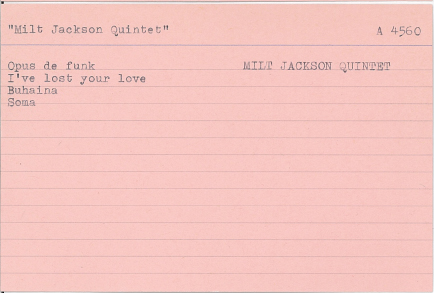 "Milt Jackson Quintet" A 4560
Opus de funk MILT JACKSON QUINTET
I've lost your love
Buhaina
Soma